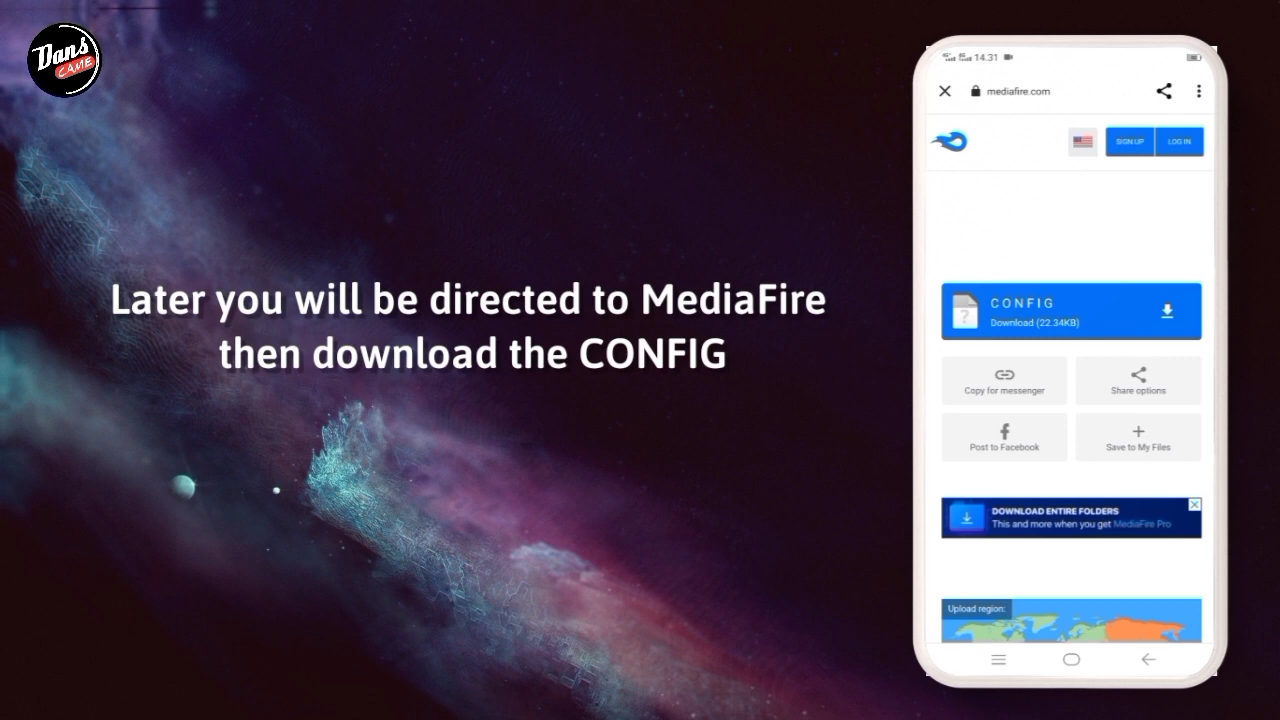 Dans
CAME
Later you will be directed to MediaFire
then download the CONFIG
14.31
mediafire.com
SIGN UP
LOG IN
CONFIG
Download (22.34KB)
?
Copy for messenger
Share options
Post to Facebook
Save to My Files
DOWNLOAD ENTIRE FOLDERS
This and more when you get MediaFire Pro
Upload region: